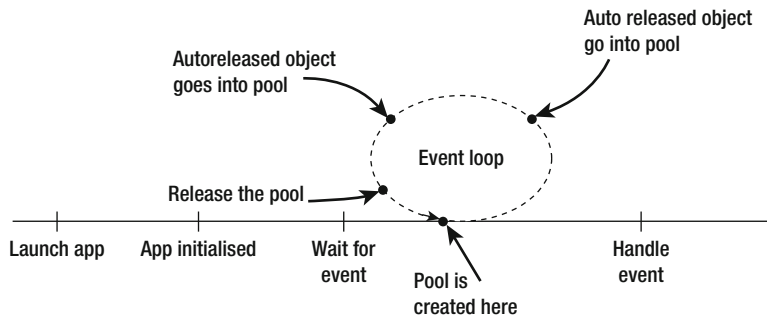 Auto released object
go into pool
Autoreleased object
goes into pool
Event loop
Release the pool
Launch app
App initialised
Wait for
event
Handle
event
Pool is
created here